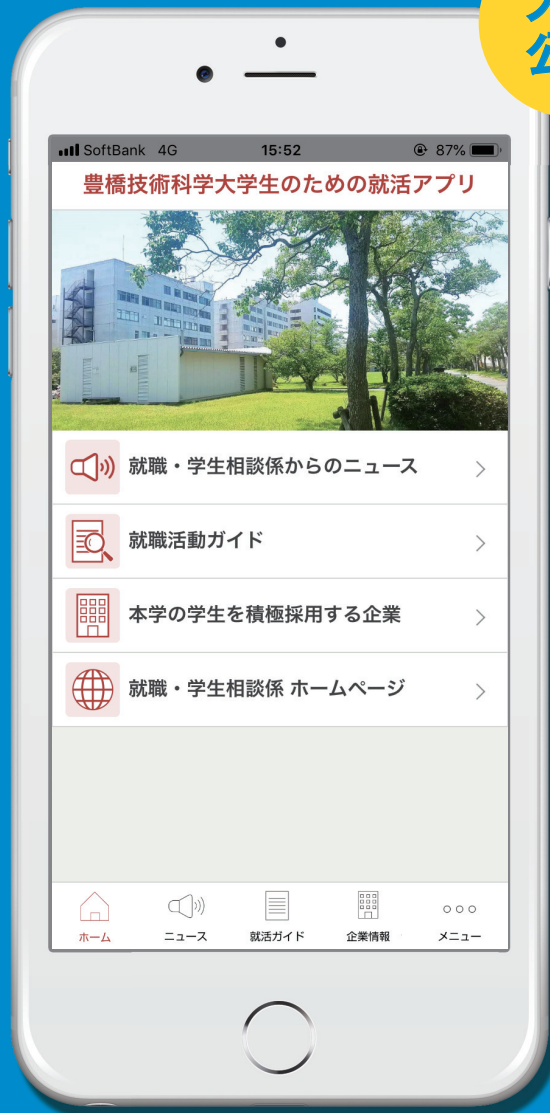 公
SoftBank 4G 15:52 87%
豊橋技術科学大学生のための就活アプリ
就職・学生相談係からのニュース
就職活動ガイド
本学の学生を積極採用する企業
就職・学生相談係 ホームページ
ホーム ニュース 就活ガイド 企業情報 メニュー